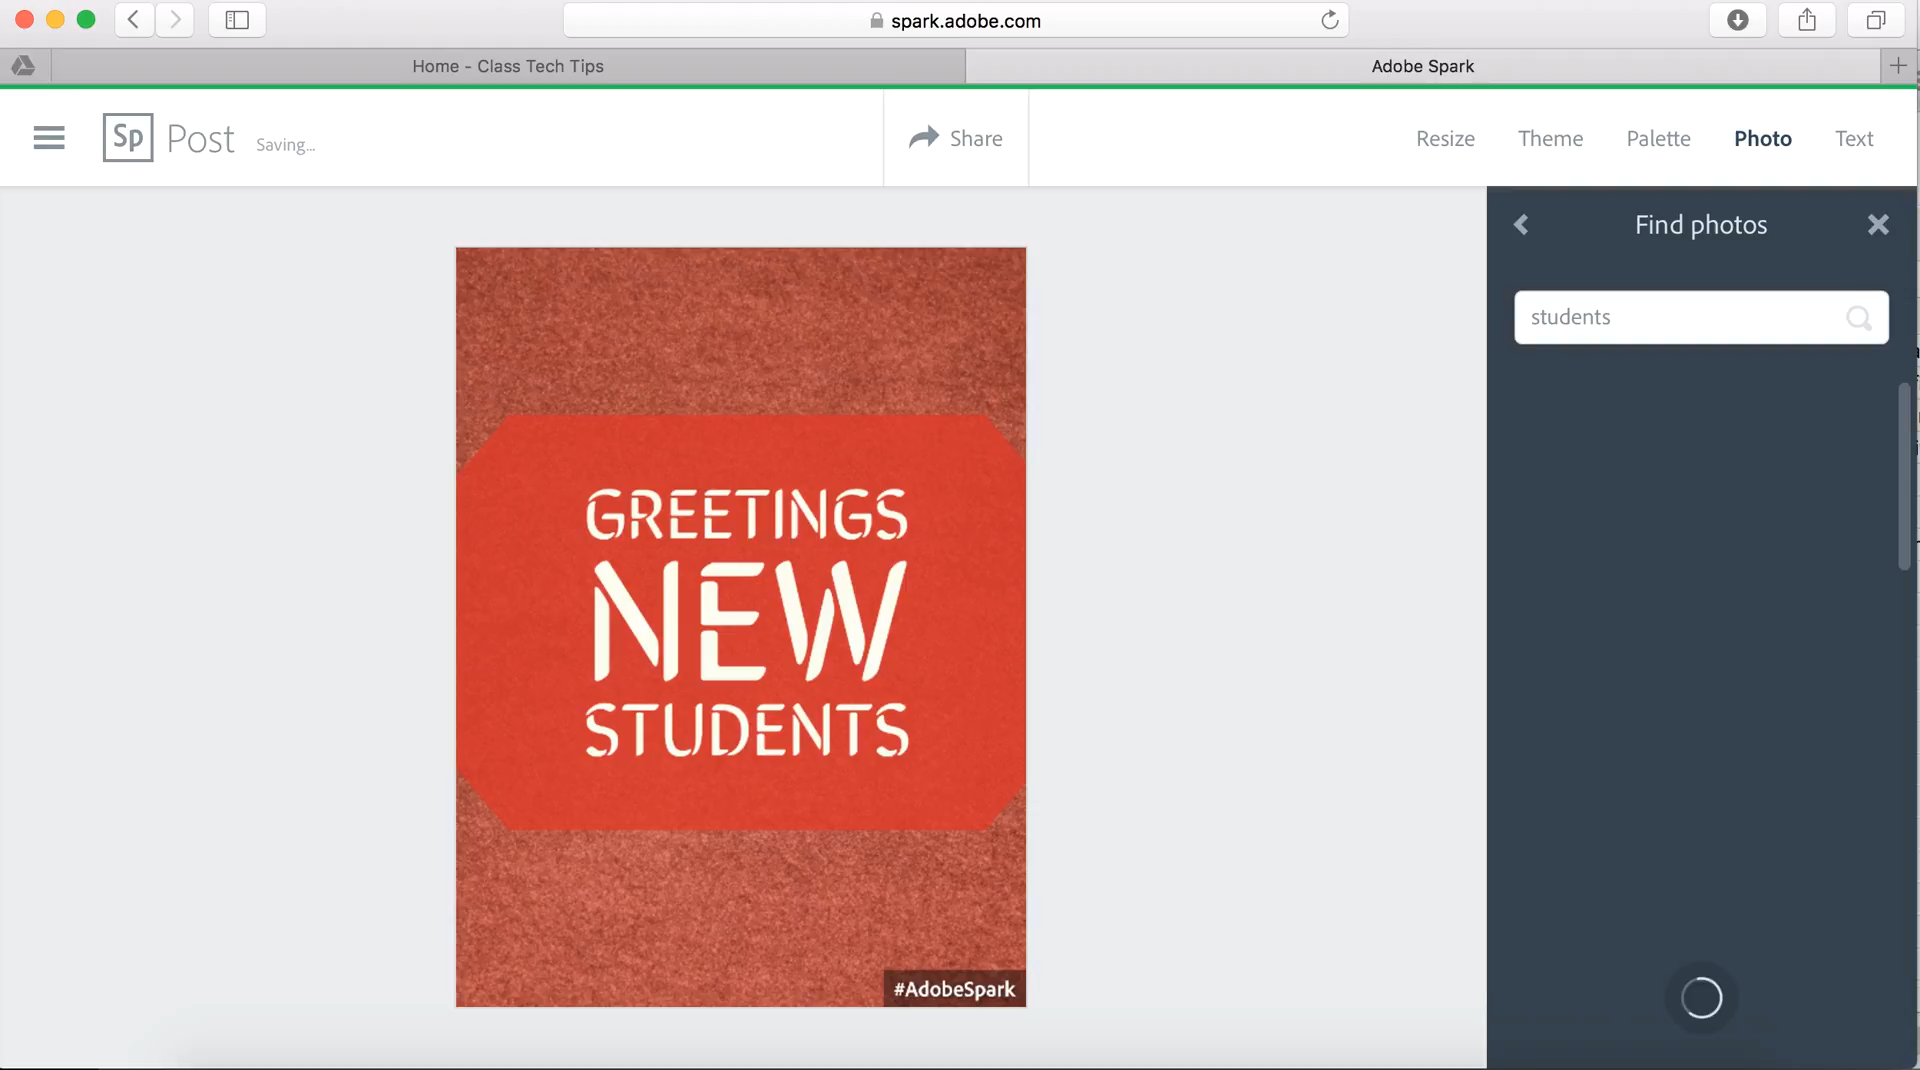 spark.adobe.com
Home - Class Tech Tips
Adobe Spark
Sp Post Saving...
Share
Resize Theme Palette Photo Text
Find photos
students
GREETINGS
NEW
STUDENTS
#AdobeSpark